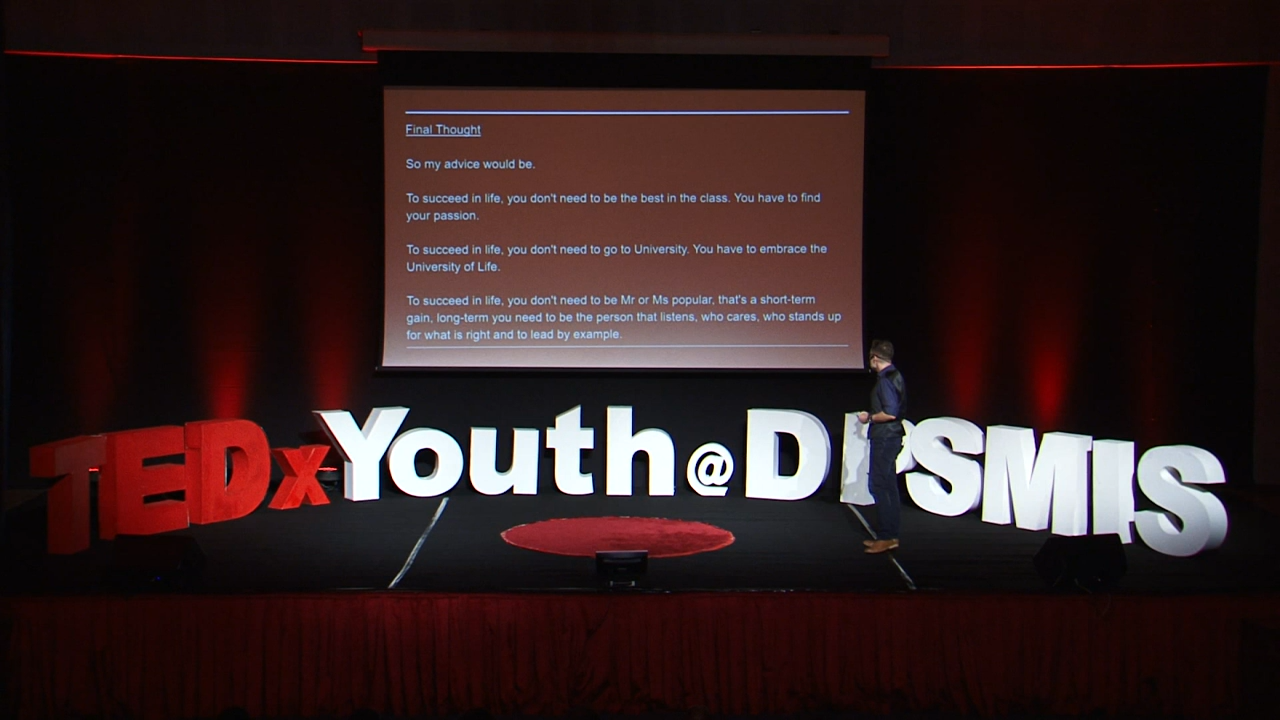 Final Thought
So my advice would be.
To succeed in life, you don't need to be the best in the class. You have to find
your passion.
To succeed in life, you don't need to go to University. You have to embrace the
University of Life.
To succeed in life, you don't need to be Mr or Ms popular, that's a short-term
gain, long-term you need to be the person that listens, who cares, who stands up
for what is right and to lead by example.
TEDxYouth@DPSMIS